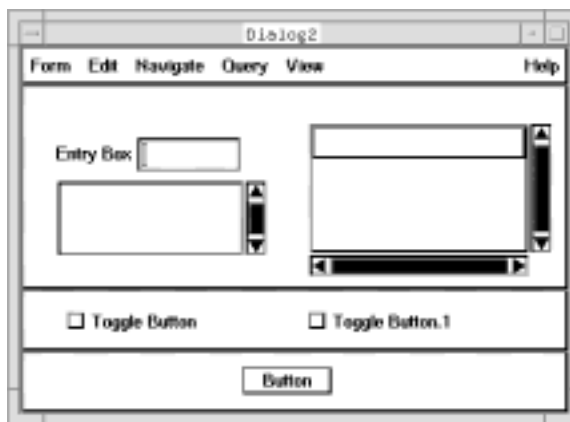 Dialog2
Form Edit Navigate Query View Help
Entry Box
Toggle Button Toggle Button.1
Button